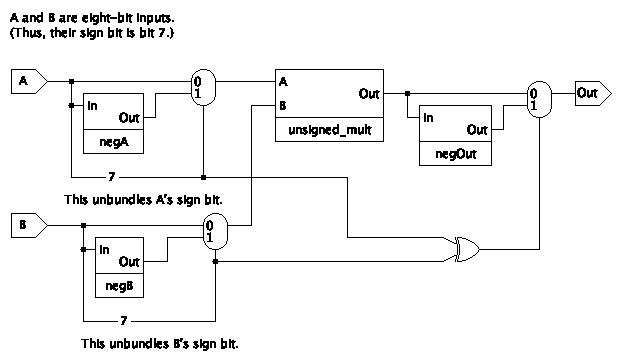 A and B are eight-bit inputs.
(Thus, their sign bit is bit 7.)
A
0
1
In
Out
negA
7
This unbundles A's sign bit.
A
B
Out
unsigned_mult
In
Out
negOut
0
1
Out
B
0
1
In
Out
negB
7
This unbundles B's sign bit.